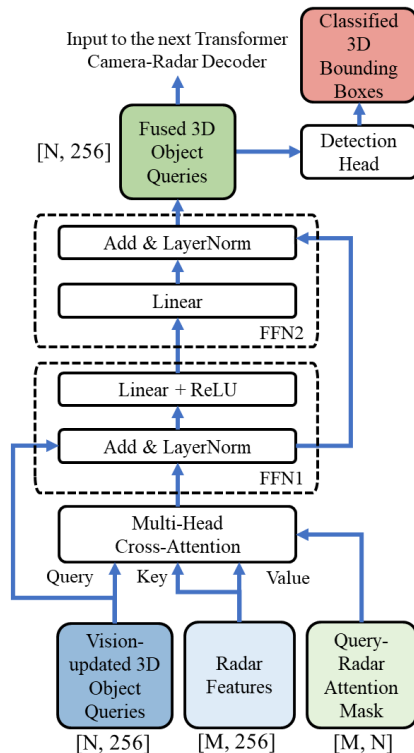 Input to the next Transformer
Camera-Radar Decoder
Classified
3D
Bounding
Boxes
[N, 256]
Fused 3D
Object
Queries
Detection
Head
Add & LayerNorm
Linear
FFN2
Linear + ReLU
Add & LayerNorm
FFN1
Multi-Head
Cross-Attention
Query
Key
Value
Vision-
updated 3D
Object
Queries
Radar
Features
Query-
Radar
Attention
Mask
[N, 256]
[M, 256]
[M, N]